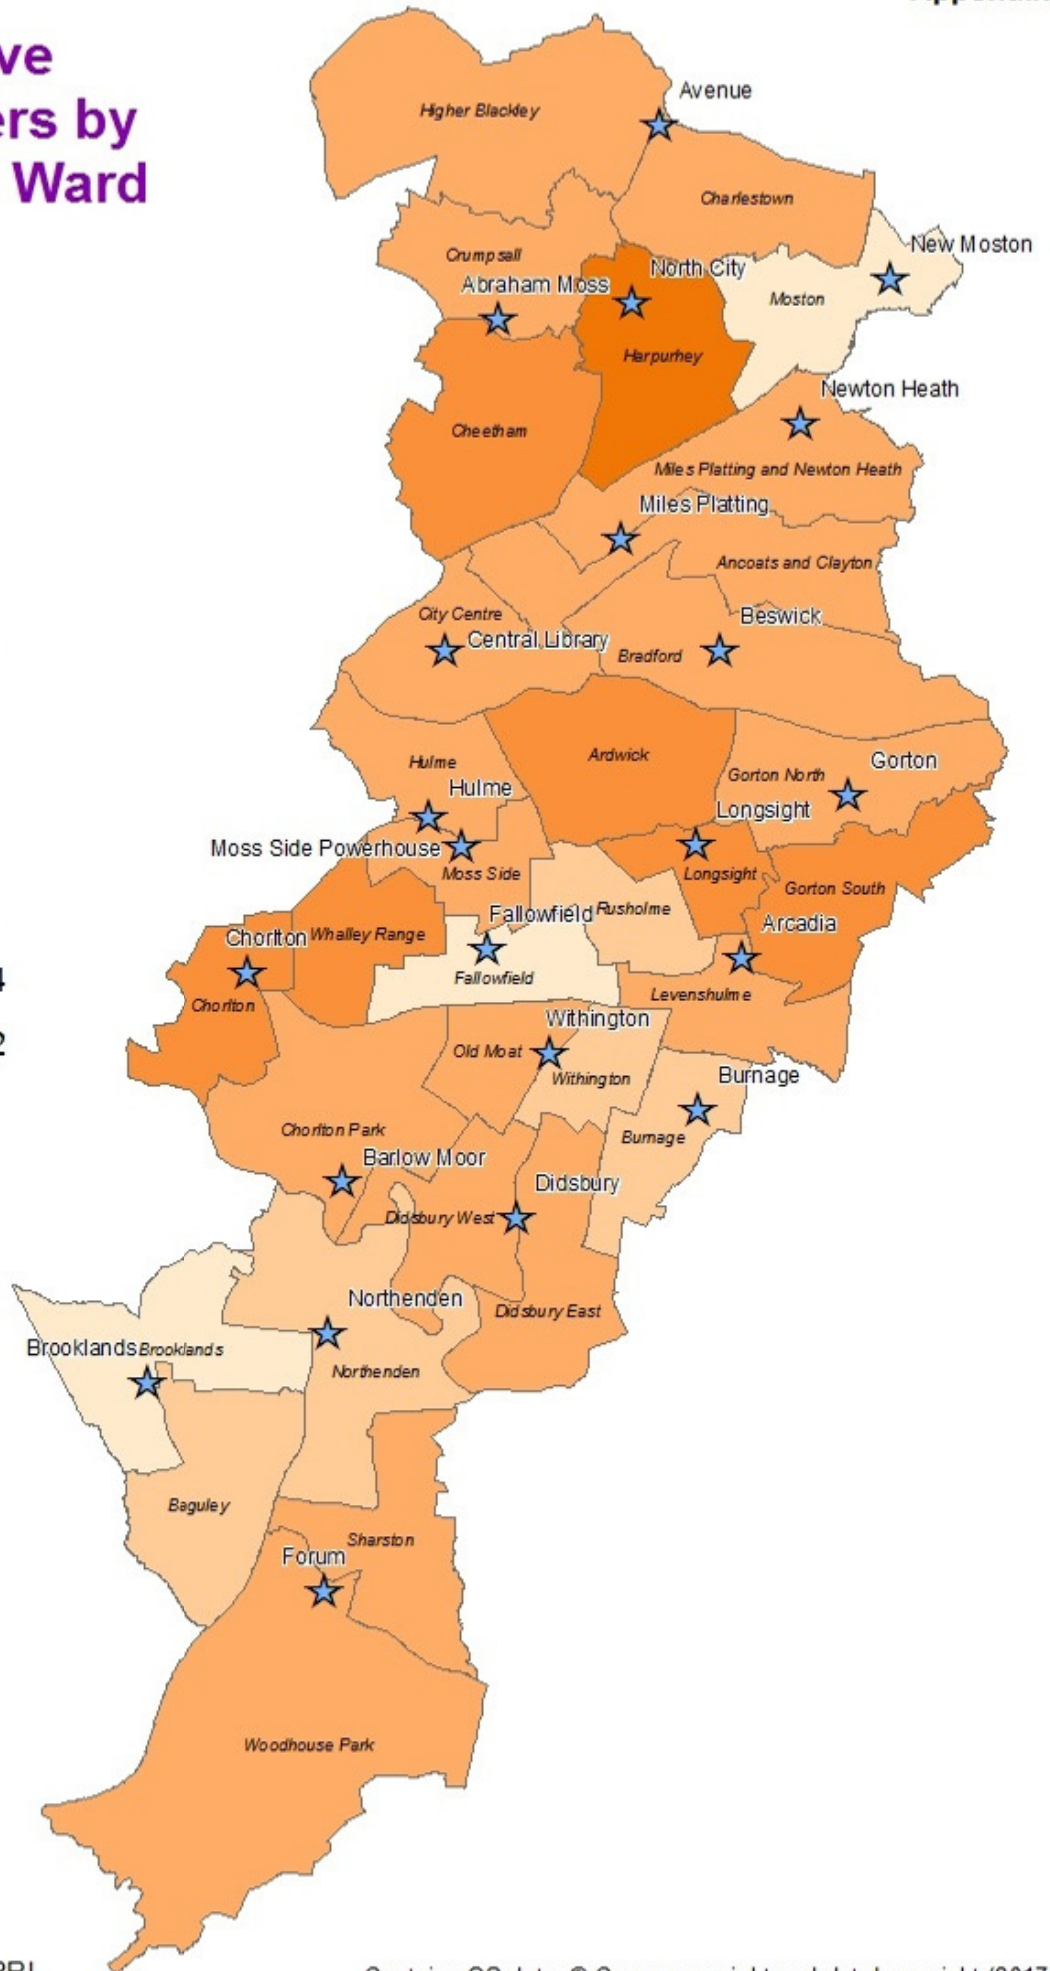 ve
ers by
Ward
Avenue
Higher Blackley
Charlestown
New Moston
Crumpsall
North City
Abraham Moss
Moston
Harpurhey
Newton Heath
Cheetham
Miles Platting and Newton Heath
Miles Platting
Ancoats and Clayton
City Centre
Beswick
Central Library
Bradford
Ardwick
Hulme
Gorton
Gorton North
Hulme
Longsight
Moss Side Powerhouse
Moss Side
Longsight
Gorton South
Rusholme
Fallowfield
Arcadia
Chorlton
Whalley Range
Fallowfield
4
Levenshulme
Chorlton
Withington
2
Old Moat
Withington
Burnage
Chorlton Park
Burnage
Barlow Moor
Didsbury
Didsbury West
Northenden
Didsbury East
Brooklands
Brooklands
Northenden
Baguley
Sharston
Forum
Woodhouse Park